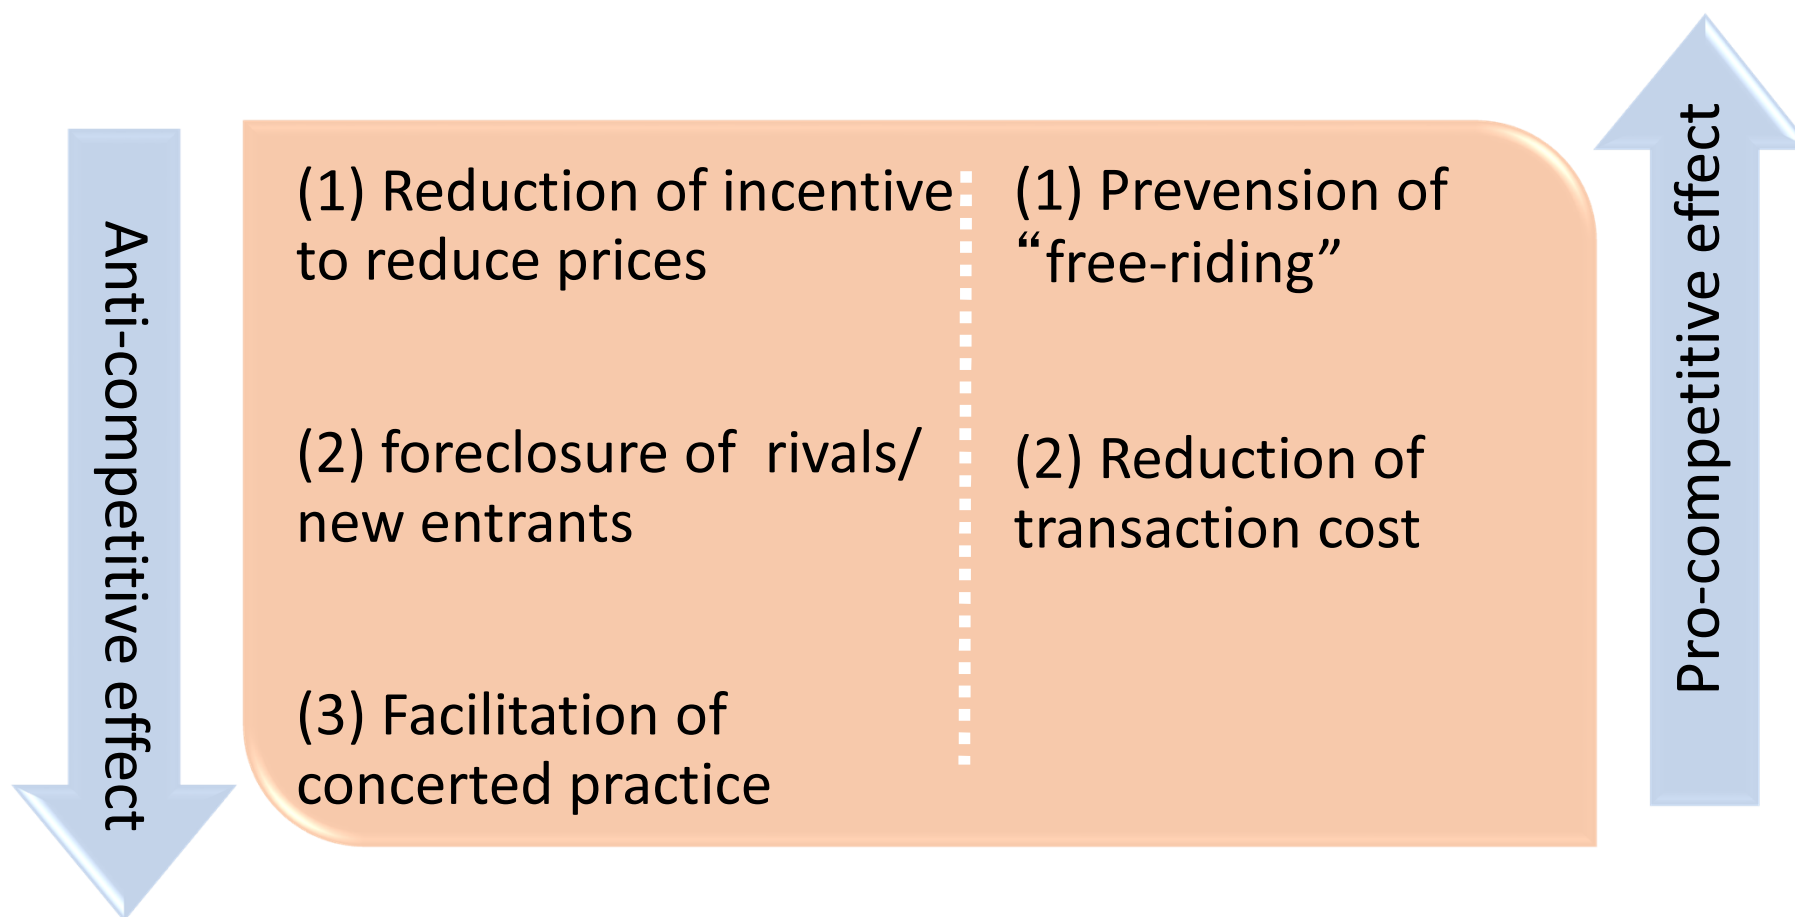 Anti-competitive effect
(1) Reduction of incentive
to reduce prices
(2) foreclosure of  rivals/
new entrants
(3) Facilitation of
concerted practice
(1) Prevension of
“free-riding”
(2) Reduction of
transaction cost
Pro-competitive effect